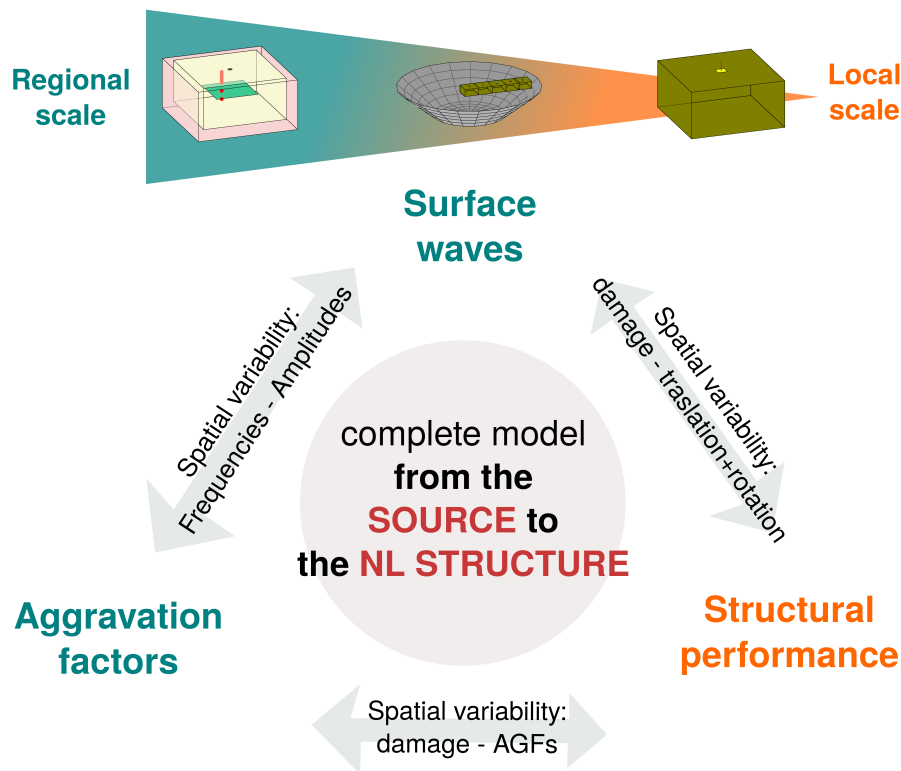 Regional
scale
Local
scale
Surface
waves
Spatial variability:
Frequencies - Amplitudes
Spatial variability:
damage - traslation+rotation
complete model
from the
SOURCE to
the NL STRUCTURE
Aggravation
factors
Structural
performance
Spatial variability:
damage - AGFs